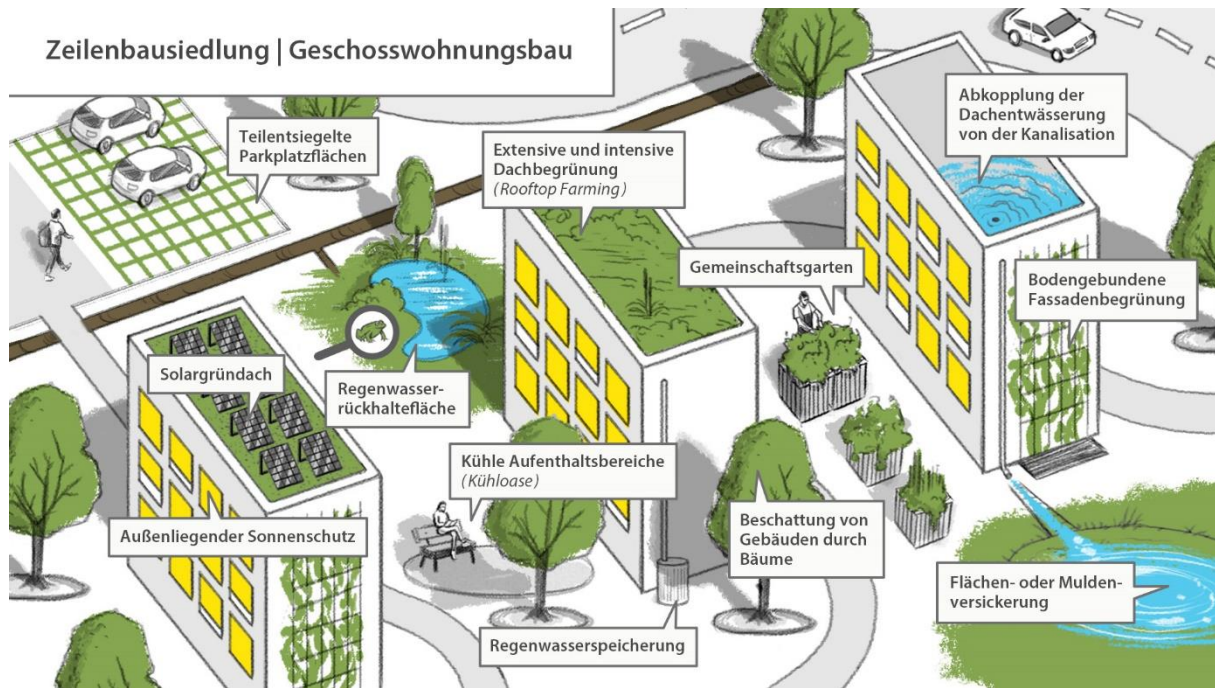 Zeilenbausiedlung | Geschosswohnungsbau
Teilentsiegelte
Parkplatzflächen
Extensive und intensive
Dachbegrünung
(Rooftop Farming)
Abkopplung der
Dachentwässerung
von der Kanalisation
Gemeinschaftsgarten
Bodengebundene
Fassadenbegrünung
Solargründach
Regenwasser-
rückhaltefläche
Kühle Aufenthaltsbereiche
(Kühloase)
Außenliegender Sonnenschutz
Beschattung von
Gebäuden durch
Bäume
Flächen- oder Mulden-
versickerung
Regenwasserspeicherung